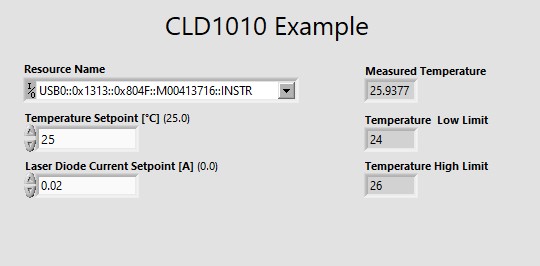 CLD1010 Example
Resource Name
I/O USB0::0x1313::0x804F::M00413716::INSTR
Temperature Setpoint [°C] (25.0)
25
Laser Diode Current Setpoint [A] (0.0)
0.02
Measured Temperature
25.9377
Temperature  Low Limit
24
Temperature High Limit
26